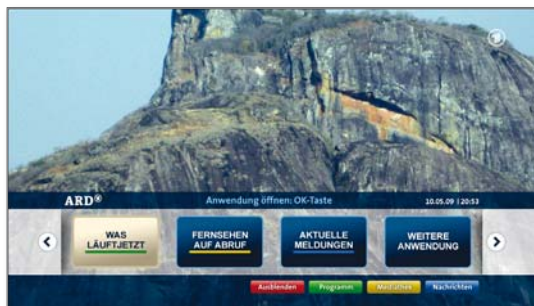 ARD®
Anwendung öffnen: OK-Taste
20.05.09 | 20:53
WAS
LÄUFTJETZT
FERNSEHEN
AUF ABRUF
AKTUELLE
MELDUNGEN
WEITERE
ANWENDUNG
Ausblenden
Programm
Mediathek
Nachrichten